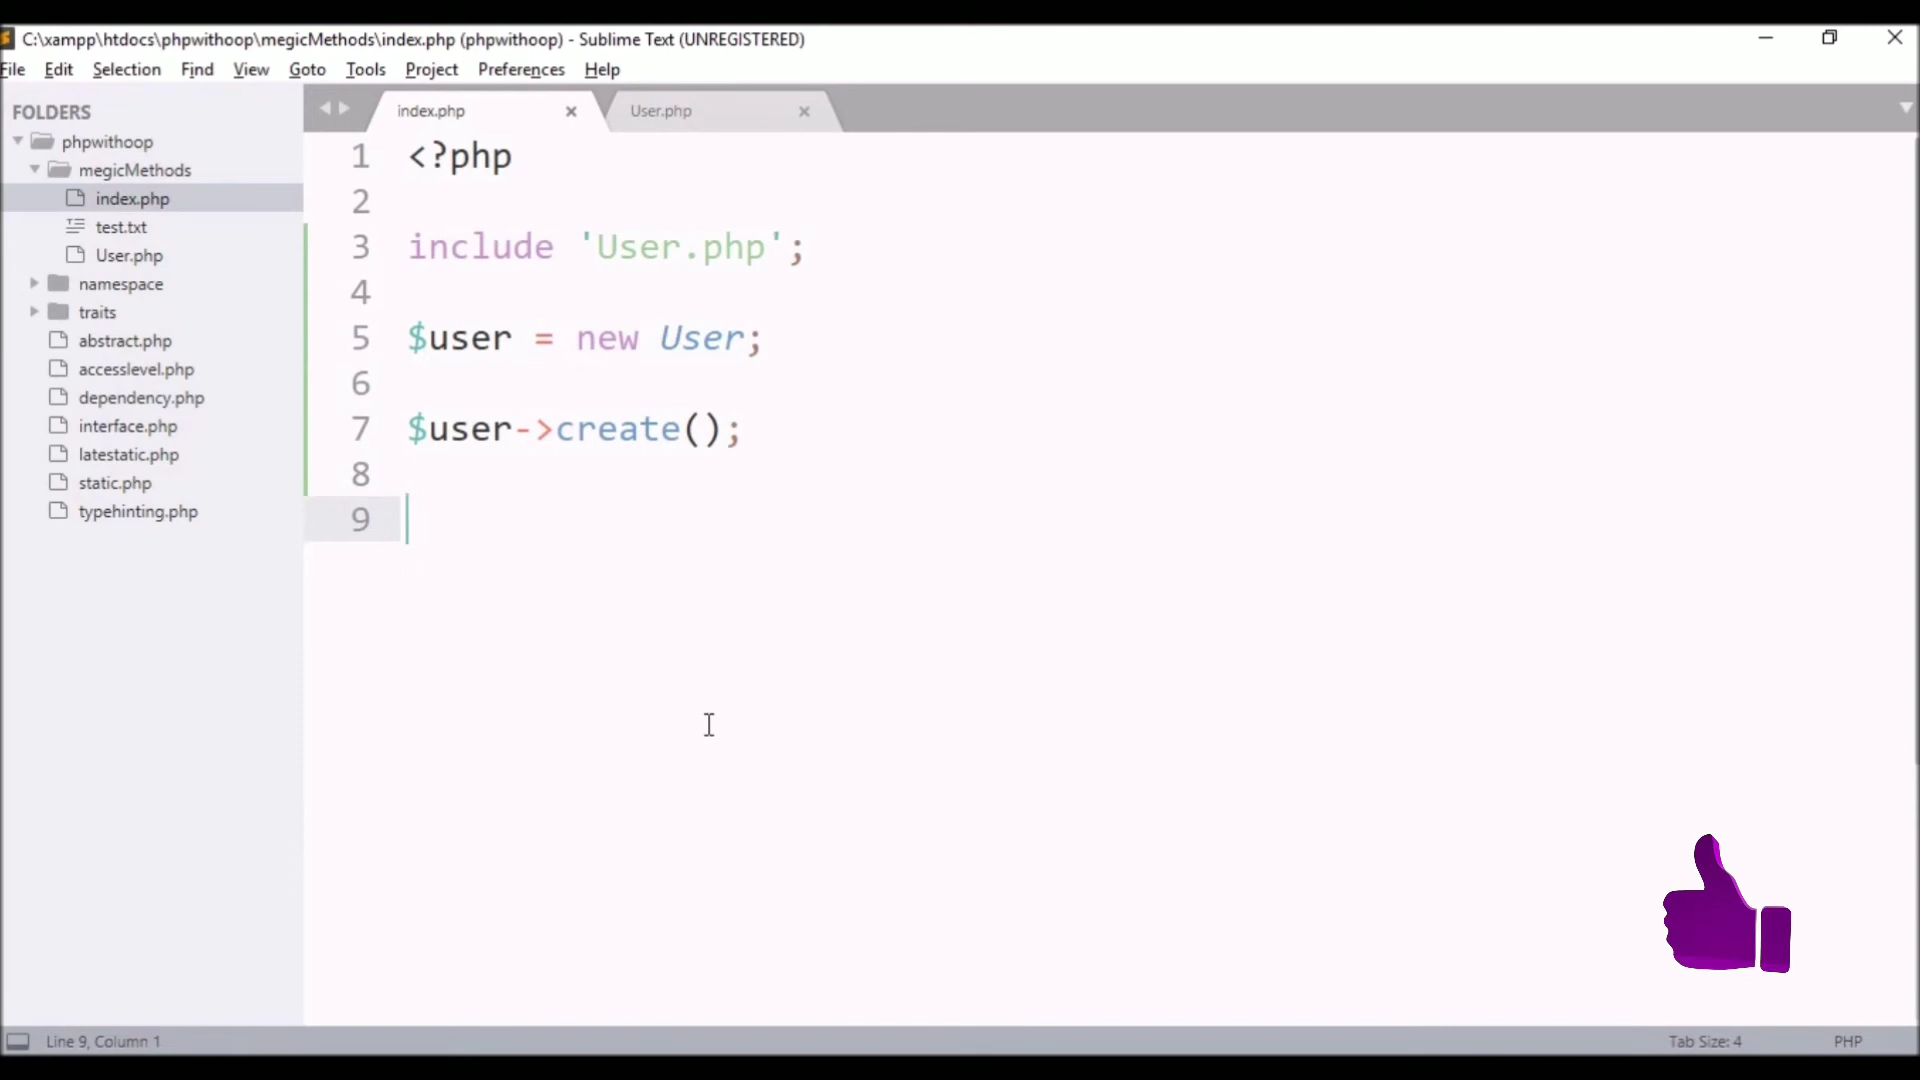 C:\xampp\htdocs\phpwithoop\megicMethods\index.php (phpwithoop) - Sublime Text (UNREGISTERED)
File Edit Selection Find View Goto Tools Project Preferences Help
FOLDERS
phpwithoop
megicMethods
index.php
test.txt
User.php
namespace
traits
abstract.php
accesslevel.php
dependency.php
interface.php
latestatic.php
static.php
typehinting.php
index.php User.php
1 <?php
2
3 include 'User.php';
4
5 $user = new User;
6
7 $user->create();
8
9
Line 9, Column 1
Tab Size: 4 PHP